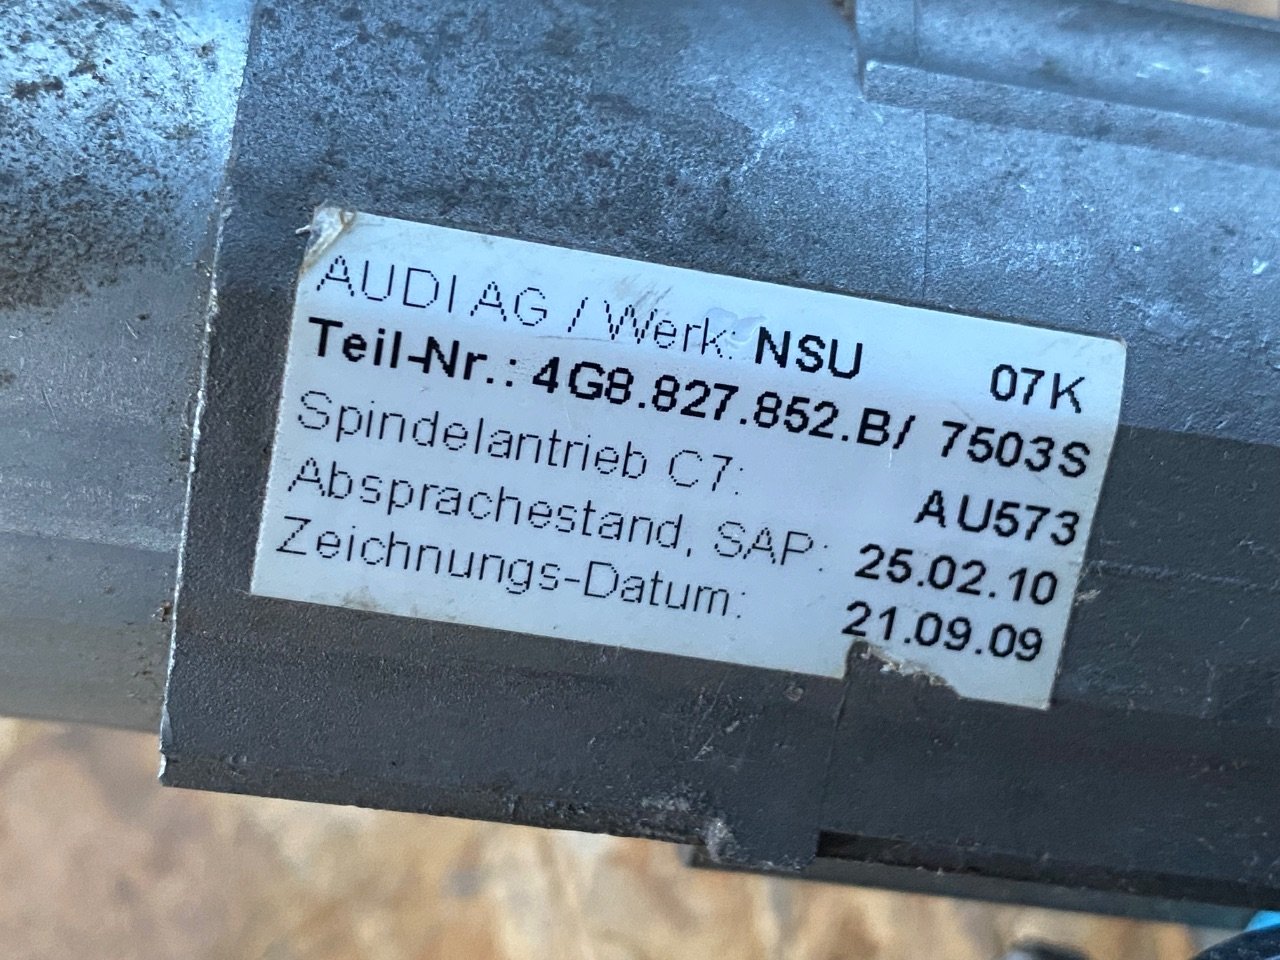 AUDI AG / Werk: NSU 07K
Teil-Nr.: 4G8.827.852.B/ 7503S
Spindelantrieb C7: AU573
Absprachestand, SAP: 25.02.10
Zeichnungs-Datum: 21.09.09